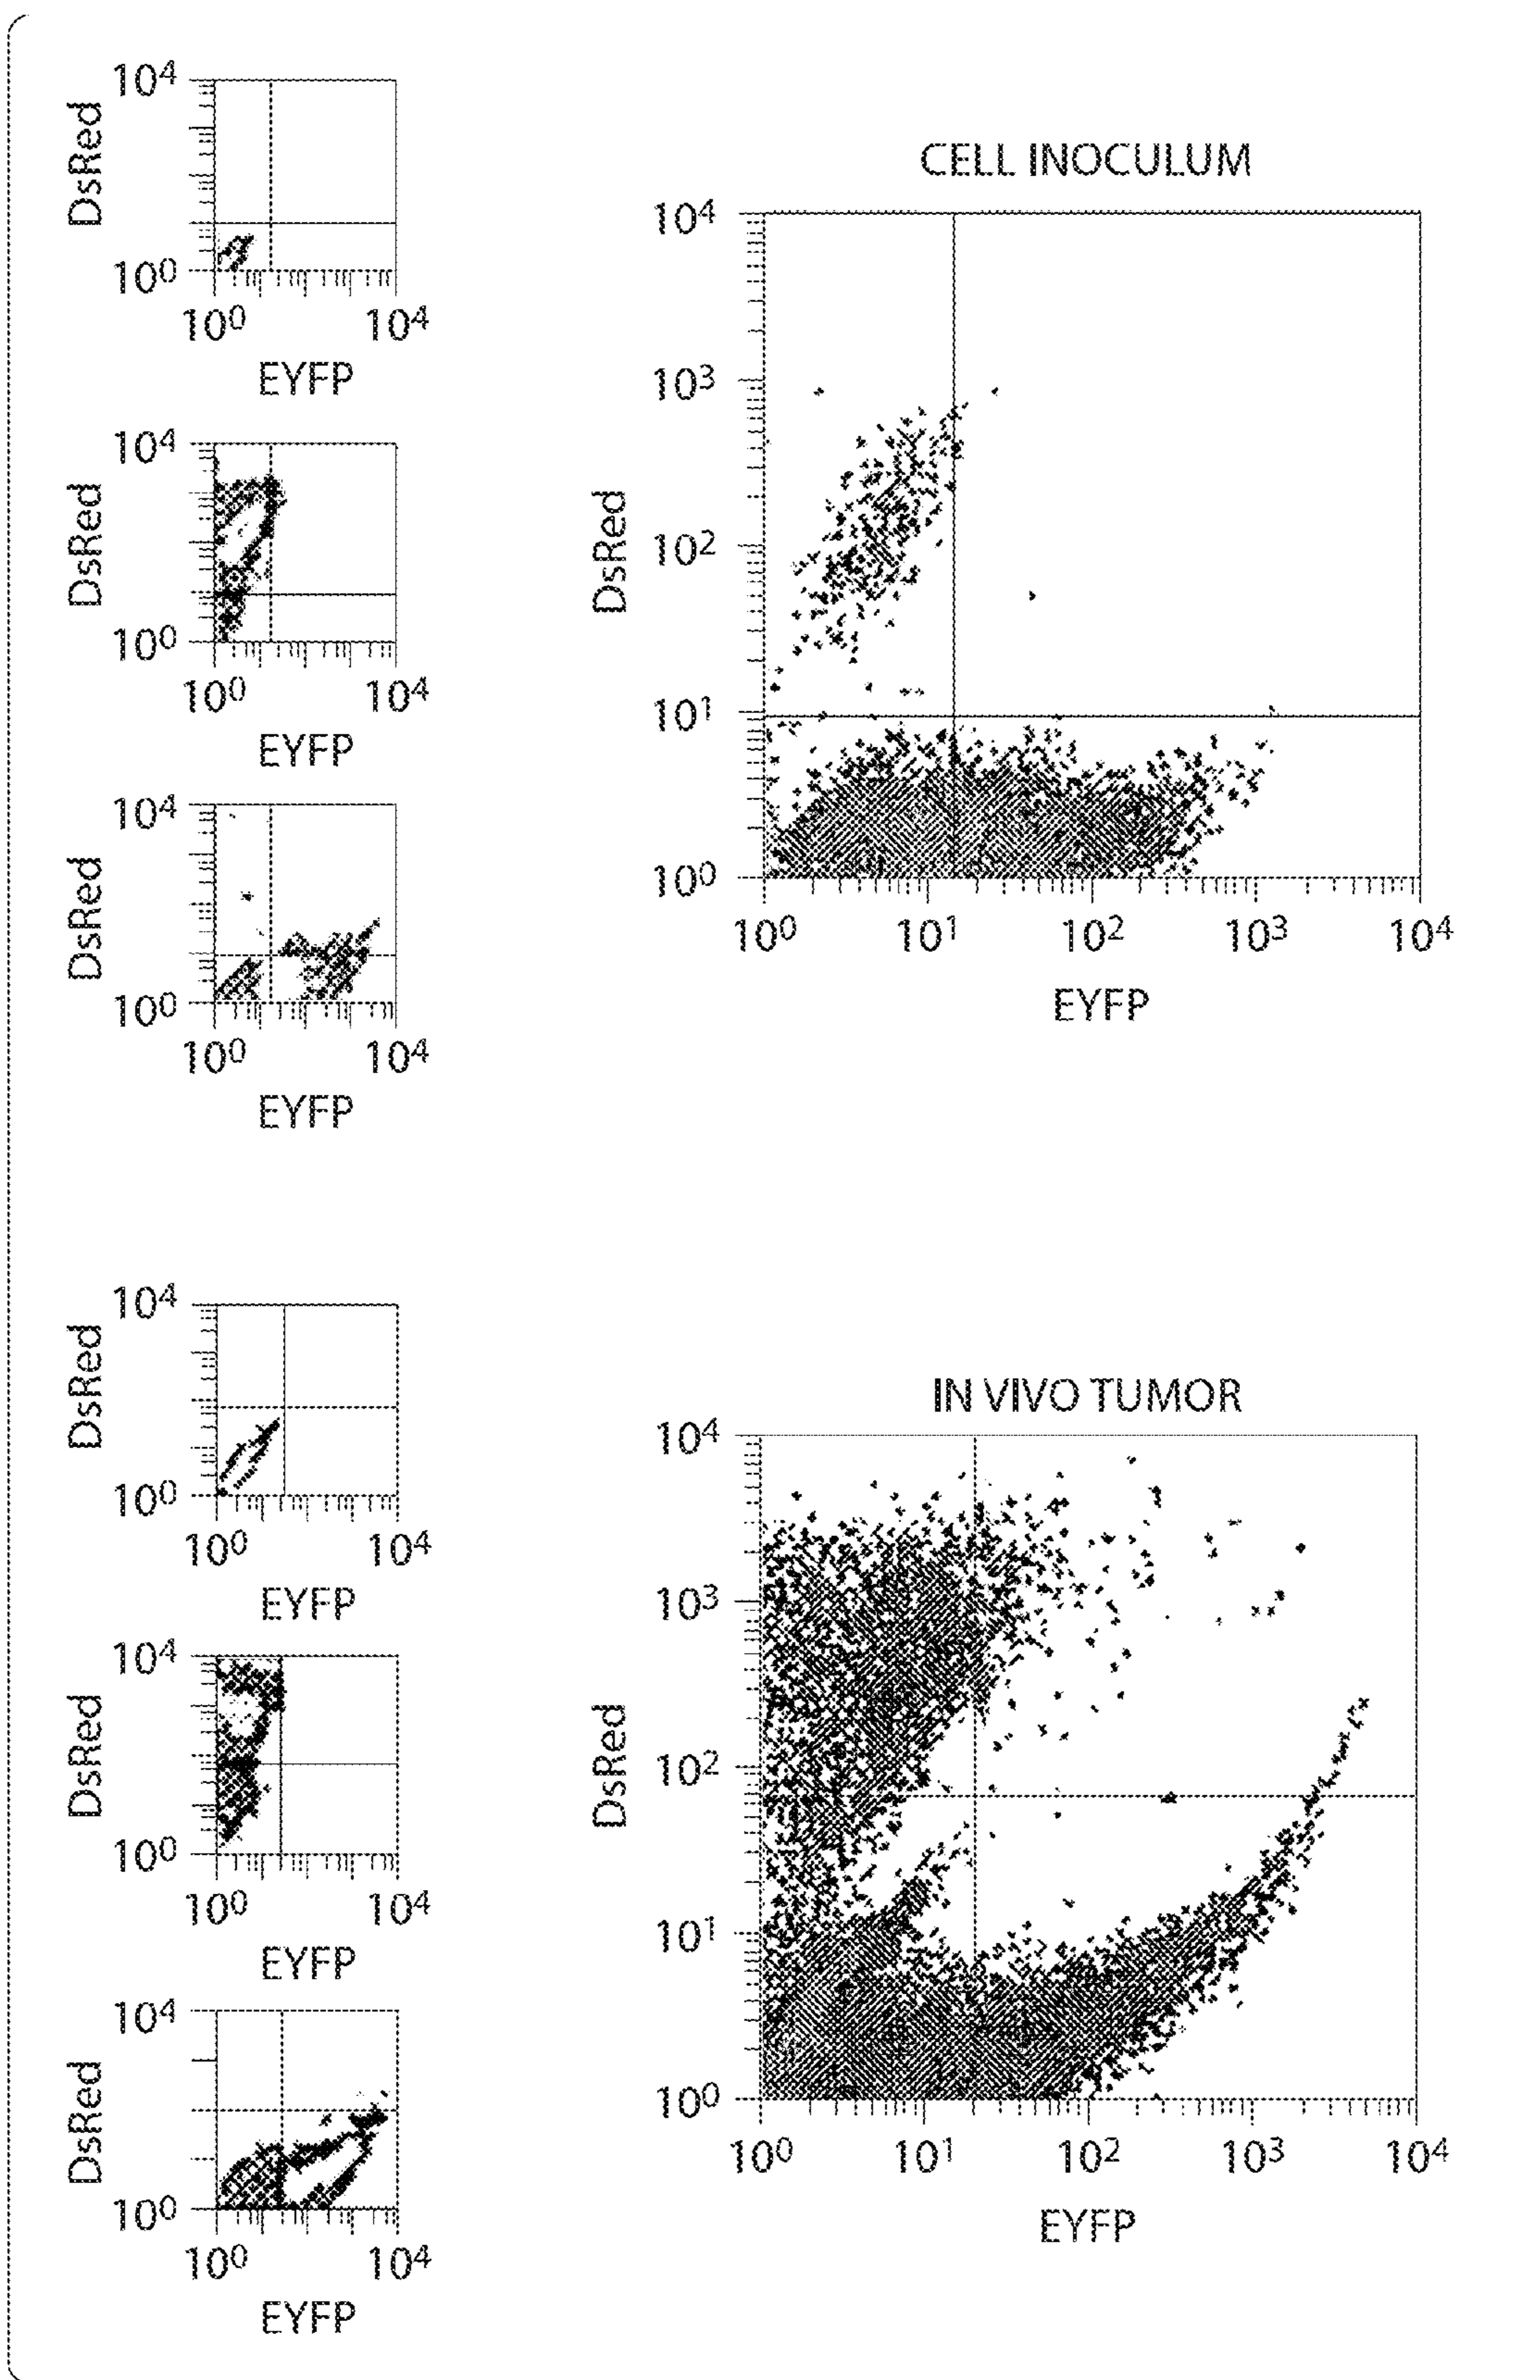 10⁴
DsRed
10⁰
10⁰ 10⁴
EYFP
10⁴
DsRed
10⁰
10⁰ 10⁴
EYFP
10⁴
DsRed
10⁰
10⁰ 10⁴
EYFP
CELL INOCULUM
10⁴
10³
DsRed
10²
10¹
10⁰
10⁰ 10¹ 10² 10³ 10⁴
EYFP
10⁴
DsRed
10⁰
10⁰ 10⁴
EYFP
10⁴
DsRed
10⁰
10⁰ 10⁴
EYFP
10⁴
DsRed
10⁰
10⁰ 10⁴
EYFP
IN VIVO TUMOR
10⁴
10³
DsRed
10²
10¹
10⁰
10⁰ 10¹ 10² 10³ 10⁴
EYFP